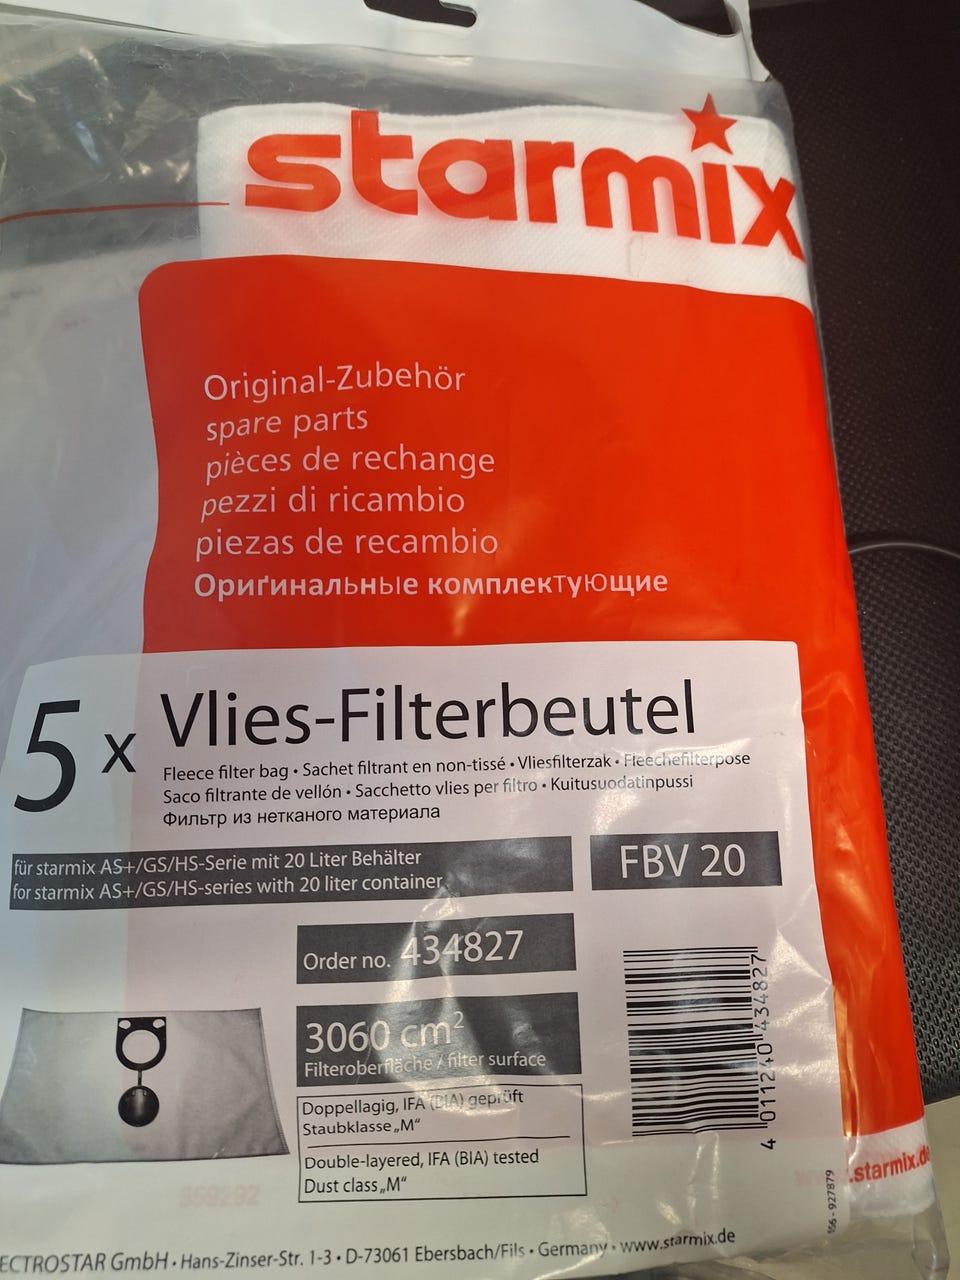 starmix
Original-Zubehör
spare parts
pièces de rechange
pezzi di ricambio
piezas de recambio
Ориґинальные комплектующие
5 x Vlies-Filterbeutel
Fleece filter bag • Sachet filtrant en non-tissé • Vliesfilterzak • Fleechefilterpose
Saco filtrante de vellón • Sacchetto vlies per filtro • Kuitusuodatinpussi
Фильтр из нетканого материала
für starmix AS+/GS/HS-Serie mit 20 Liter Behälter
for starmix AS+/GS/HS-series with 20 liter container
FBV 20
Order no. 434827
3060 cm²
Filteroberfläche / filter surface
Doppellagig, IFA (BIA) geprüft
Staubklasse „M“
Double-layered, IFA (BIA) tested
Dust class „M“
4 011240 434827
.starmix.de
927879
ECTROSTAR GmbH • Hans-Zinser-Str. 1-3 • D-73061 Ebersbach/Fils • Germany • www.starmix.de